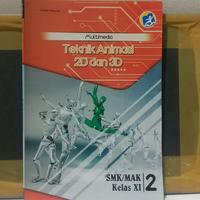 Multimedia
Teknik Animasi
2D dan 3D
SMK/MAK
Kelas XI
2